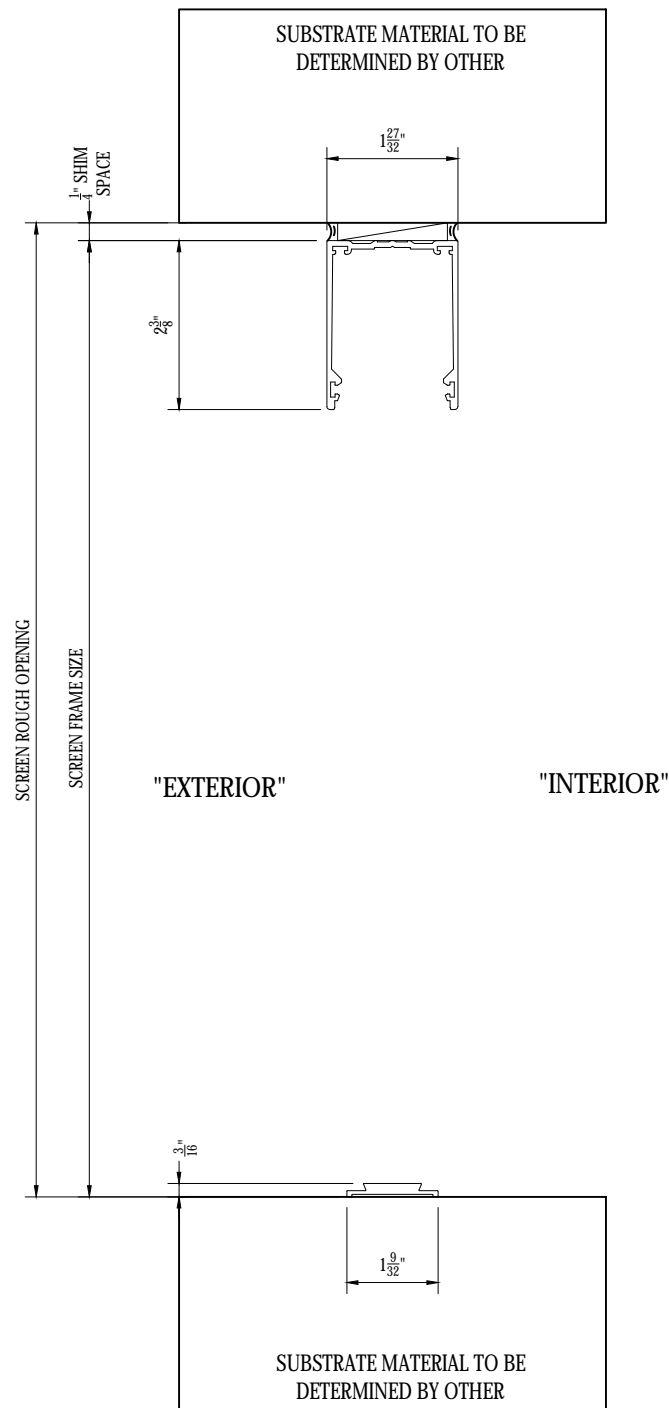 SUBSTRATE MATERIAL TO BE
DETERMINED BY OTHER
1 27/32"
1/4" SHIM
SPACE
2 3/8"
SCREEN ROUGH OPENING
SCREEN FRAME SIZE
"EXTERIOR"
"INTERIOR"
3/16"
1 9/32"
SUBSTRATE MATERIAL TO BE
DETERMINED BY OTHER